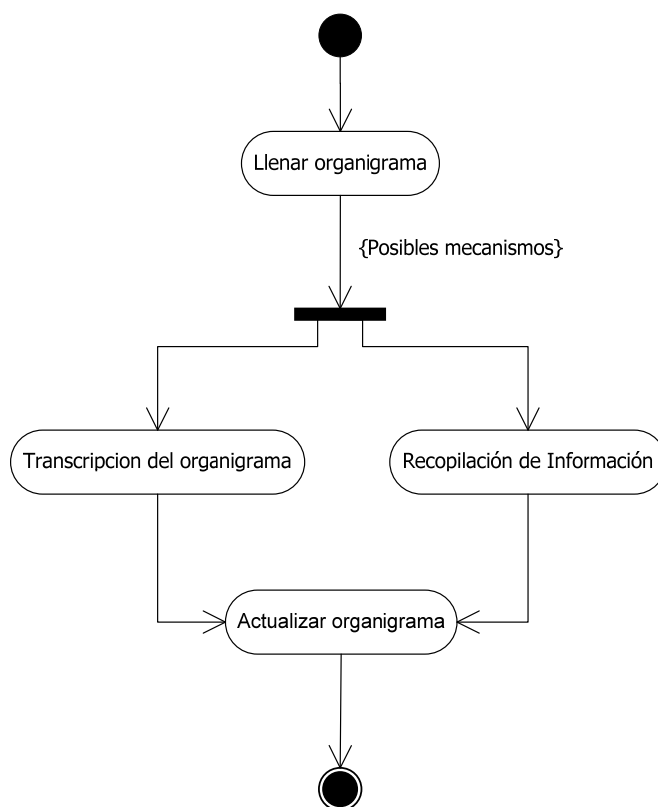 Llenar organigrama
{Posibles mecanismos}
Transcripcion del organigrama
Recopilación de Información
Actualizar organigrama